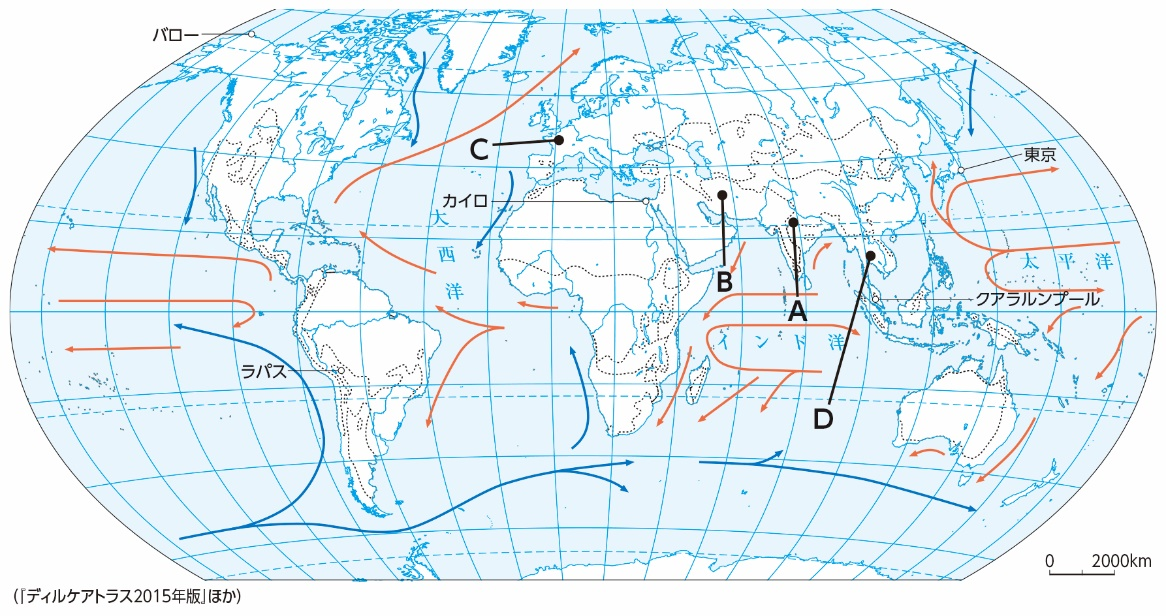 バロー
東京
C
カイロ
大西洋
太平洋
B
A
クアラルンプール
インド洋
ラパス
D
0 2000km
(『ディルケアトラス2015年版』ほか)